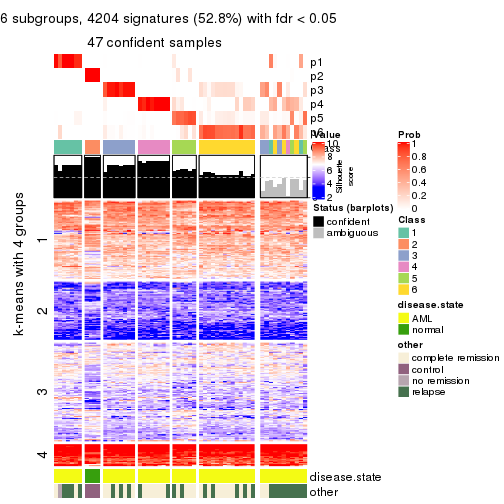 6 subgroups, 4204 signatures (52.8%) with fdr < 0.05
47 confident samples
p1
p2
p3
p4
p5
p6
Class
k-means with 4 groups
1
2
3
4
Silhouette
score
disease.state
other
Value
10
8
6
4
2
Status (barplots)
confident
ambiguous
Prob
1
0.8
0.6
0.4
0.2
0
Class
1
2
3
4
5
6
disease.state
AML
normal
other
complete remission
control
no remission
relapse